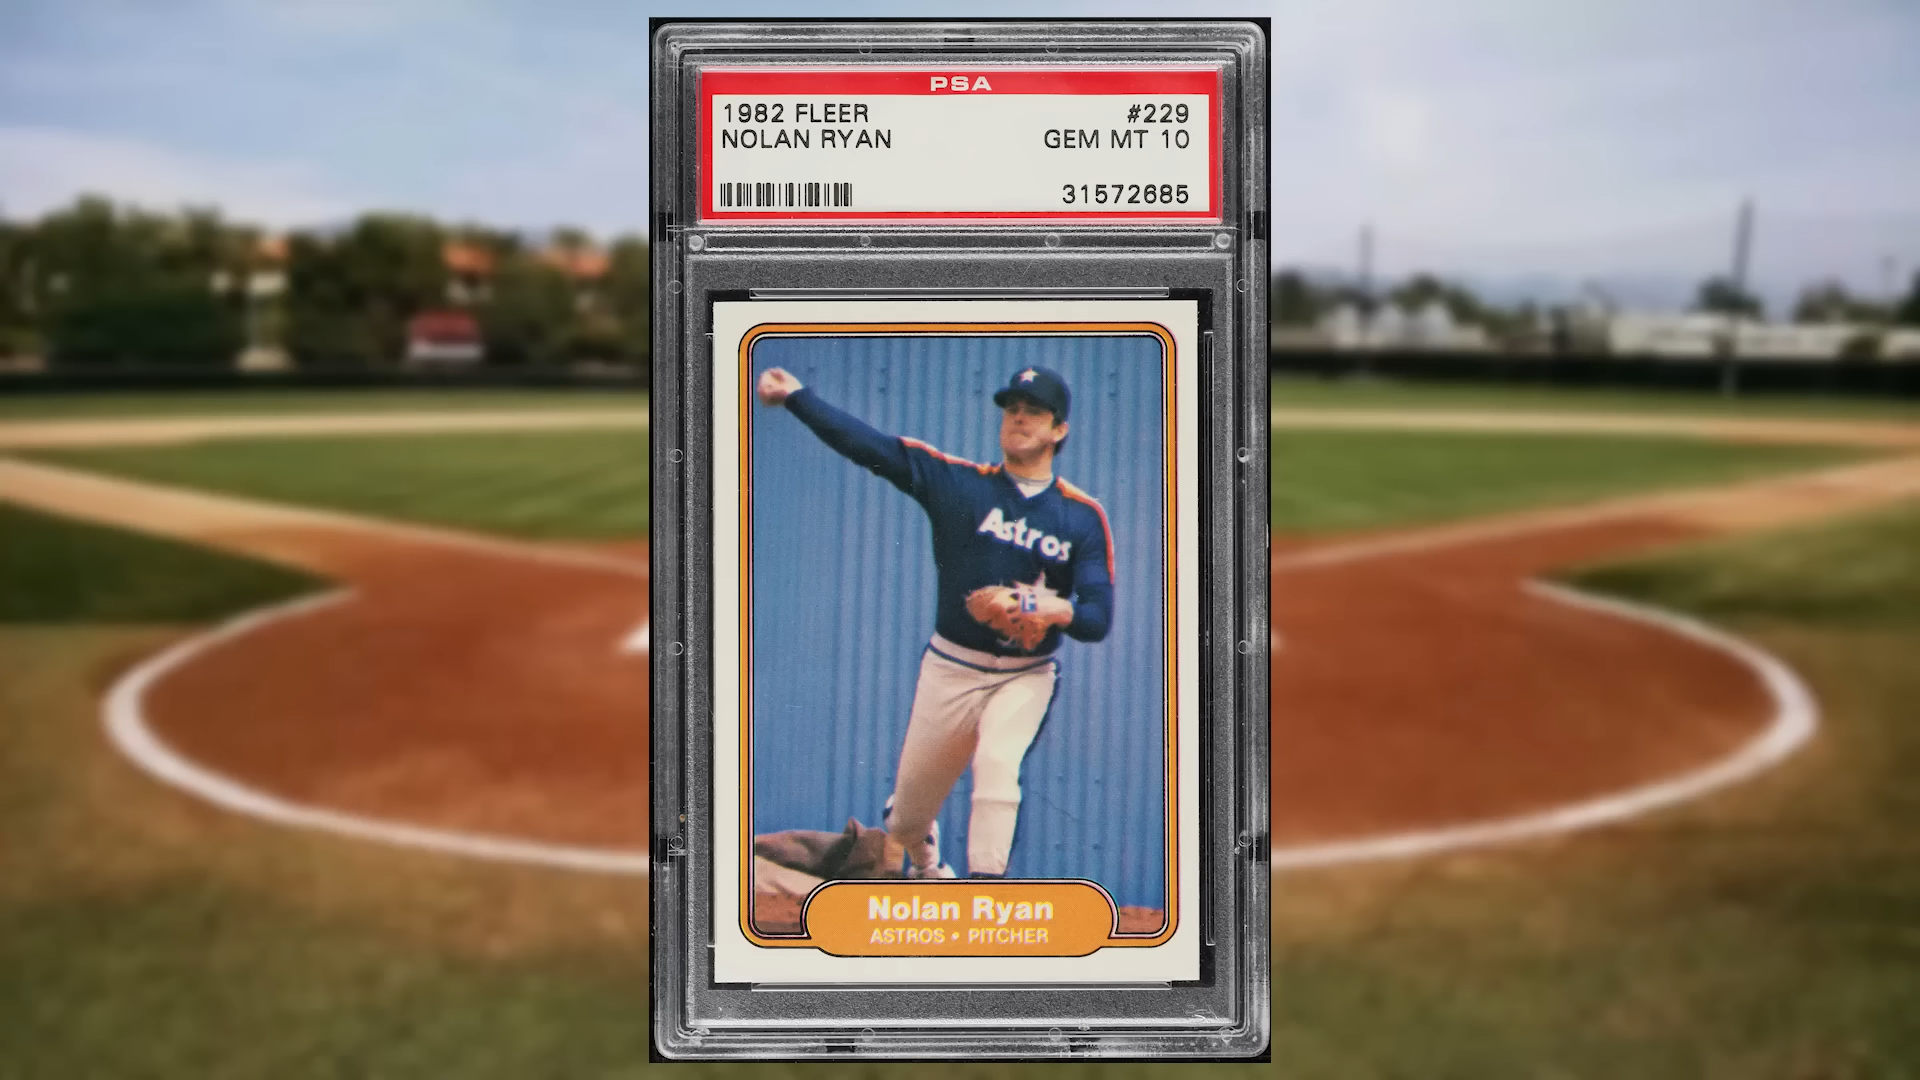 PSA
1982 FLEER #229
NOLAN RYAN GEM MT 10
31572685
Astros
Nolan Ryan
ASTROS • PITCHER